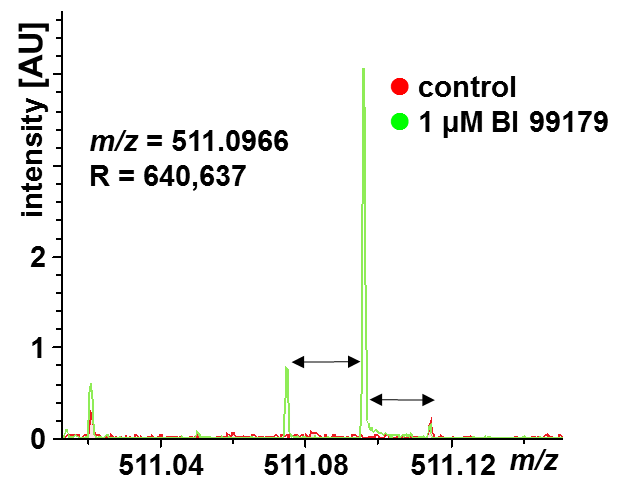 intensity [AU]
control
1 µM BI 99179
m/z = 511.0966
R = 640,637
2
1
0
511.04
511.08
511.12
m/z